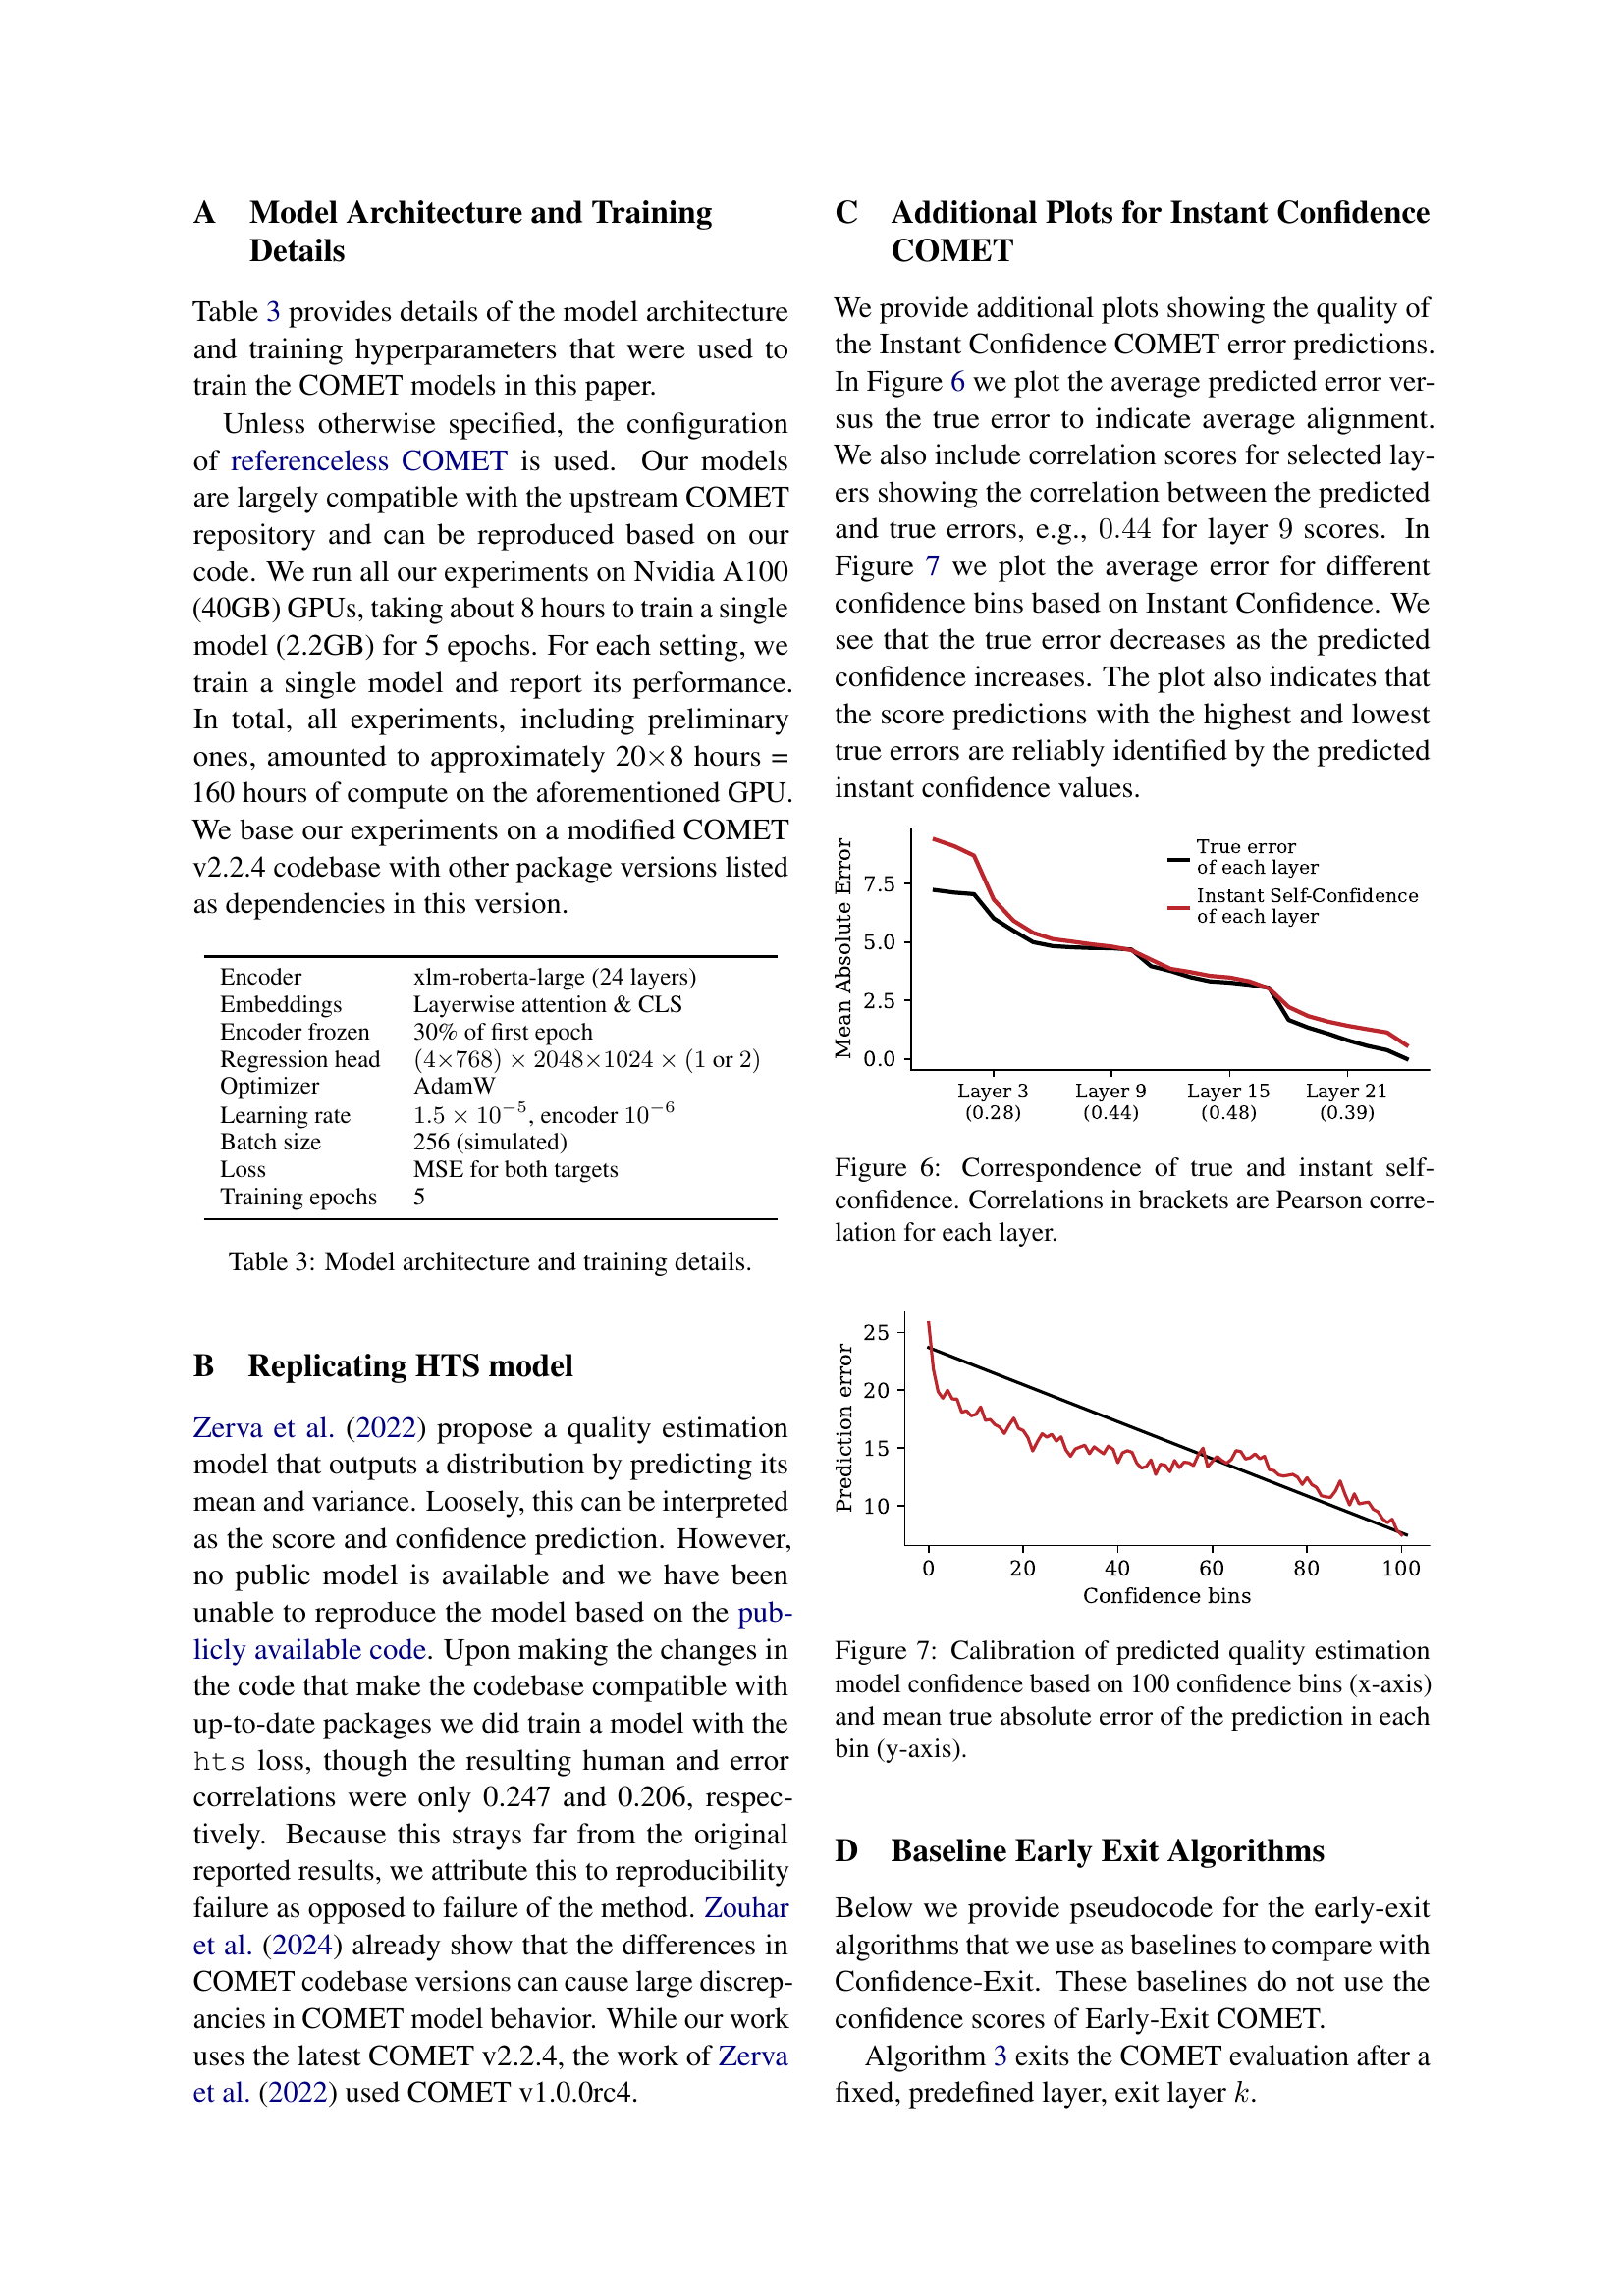 A Model Architecture and Training
Details
Table 3 provides details of the model architecture
and training hyperparameters that were used to
train the COMET models in this paper.
Unless otherwise specified, the configuration
of referenceless COMET is used. Our models
are largely compatible with the upstream COMET
repository and can be reproduced based on our
code. We run all our experiments on Nvidia A100
(40GB) GPUs, taking about 8 hours to train a single
model (2.2GB) for 5 epochs. For each setting, we
train a single model and report its performance.
In total, all experiments, including preliminary
ones, amounted to approximately 20×8 hours =
160 hours of compute on the aforementioned GPU.
We base our experiments on a modified COMET
v2.2.4 codebase with other package versions listed
as dependencies in this version.
Encoder xlm-roberta-large (24 layers)
Embeddings Layerwise attention & CLS
Encoder frozen 30% of first epoch
Regression head (4×768) × 2048×1024 × (1 or 2)
Optimizer AdamW
Learning rate 1.5 × 10⁻⁵, encoder 10⁻⁶
Batch size 256 (simulated)
Loss MSE for both targets
Training epochs 5
Table 3: Model architecture and training details.
B Replicating HTS model
Zerva et al. (2022) propose a quality estimation
model that outputs a distribution by predicting its
mean and variance. Loosely, this can be interpreted
as the score and confidence prediction. However,
no public model is available and we have been
unable to reproduce the model based on the pub-
licly available code. Upon making the changes in
the code that make the codebase compatible with
up-to-date packages we did train a model with the
hts loss, though the resulting human and error
correlations were only 0.247 and 0.206, respec-
tively. Because this strays far from the original
reported results, we attribute this to reproducibility
failure as opposed to failure of the method. Zouhar
et al. (2024) already show that the differences in
COMET codebase versions can cause large discrep-
ancies in COMET model behavior. While our work
uses the latest COMET v2.2.4, the work of Zerva
et al. (2022) used COMET v1.0.0rc4.
C Additional Plots for Instant Confidence
COMET
We provide additional plots showing the quality of
the Instant Confidence COMET error predictions.
In Figure 6 we plot the average predicted error ver-
sus the true error to indicate average alignment.
We also include correlation scores for selected lay-
ers showing the correlation between the predicted
and true errors, e.g., 0.44 for layer 9 scores. In
Figure 7 we plot the average error for different
confidence bins based on Instant Confidence. We
see that the true error decreases as the predicted
confidence increases. The plot also indicates that
the score predictions with the highest and lowest
true errors are reliably identified by the predicted
instant confidence values.
Mean Absolute Error
7.5
5.0
2.5
0.0
True error
of each layer
Instant Self-Confidence
of each layer
Layer 3 Layer 9 Layer 15 Layer 21
(0.28) (0.44) (0.48) (0.39)
Figure 6: Correspondence of true and instant self-
confidence. Correlations in brackets are Pearson corre-
lation for each layer.
Prediction error
25
20
15
10
0 20 40 60 80 100
Confidence bins
Figure 7: Calibration of predicted quality estimation
model confidence based on 100 confidence bins (x-axis)
and mean true absolute error of the prediction in each
bin (y-axis).
D Baseline Early Exit Algorithms
Below we provide pseudocode for the early-exit
algorithms that we use as baselines to compare with
Confidence-Exit. These baselines do not use the
confidence scores of Early-Exit COMET.
Algorithm 3 exits the COMET evaluation after a
fixed, predefined layer, exit layer k.